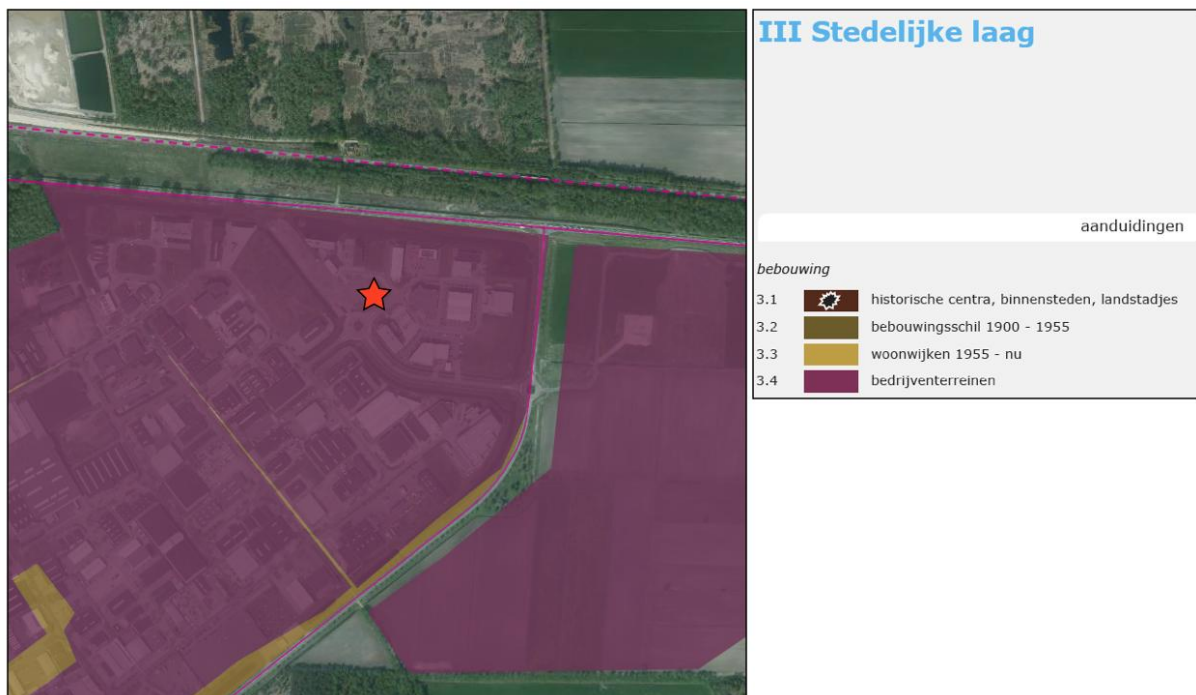 III Stedelijke laag
aanduidingen
bebouwing
3.1 historische centra, binnensteden, landstadjes
3.2 bebouwingsschil 1900 - 1955
3.3 woonwijken 1955 - nu
3.4 bedrijventerreinen